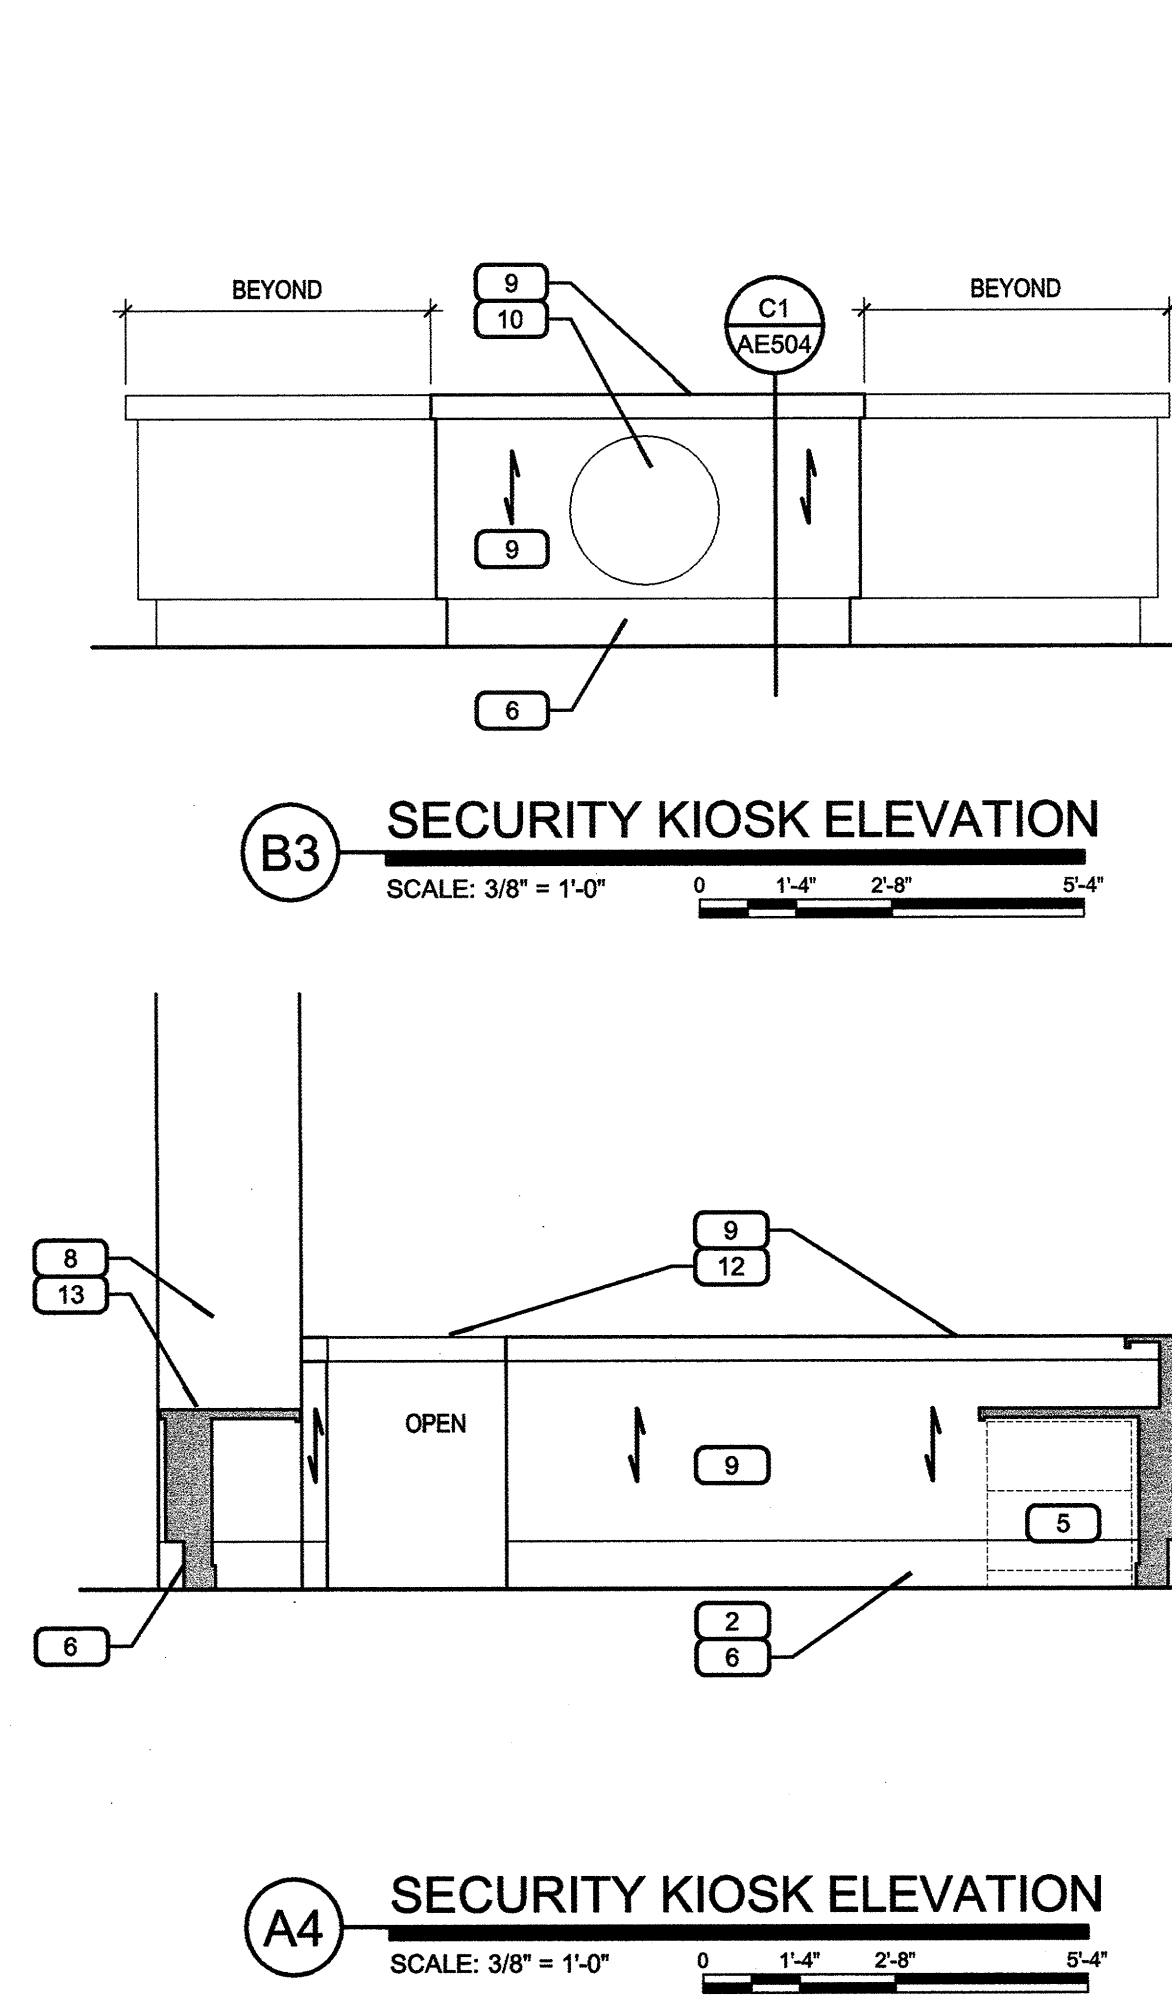 BEYOND
9
10
C1
AE504
BEYOND
9
6
B3
SECURITY KIOSK ELEVATION
SCALE: 3/8" = 1'-0"
0 1'-4" 2'-8" 5'-4"
8
13
9
12
OPEN
9
5
6
2
6
A4
SECURITY KIOSK ELEVATION
SCALE: 3/8" = 1'-0"
0 1'-4" 2'-8" 5'-4"